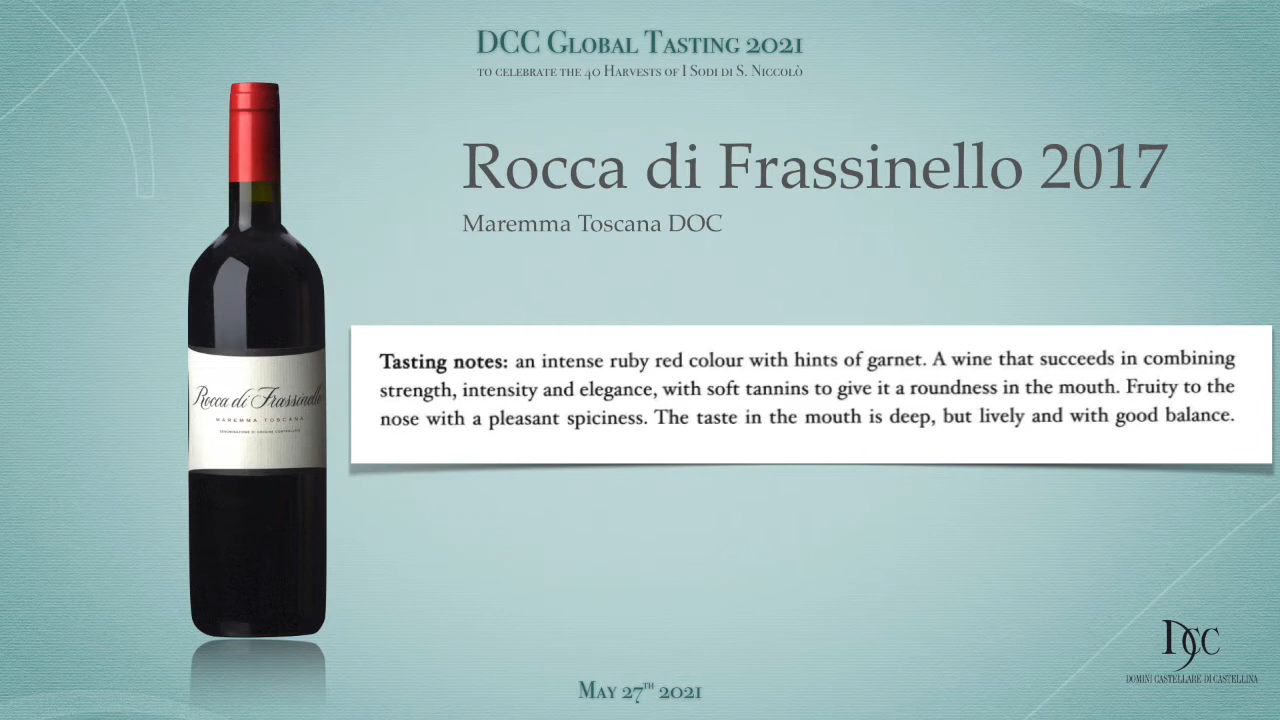 DCC Global Tasting 2021
to celebrate the 40 Harvests of I Sodi di S. Niccolò
Rocca di Frassinello 2017
Maremma Toscana DOC
Tasting notes: an intense ruby red colour with hints of garnet. A wine that succeeds in combining
strength, intensity and elegance, with soft tannins to give it a roundness in the mouth. Fruity to the
nose with a pleasant spiciness. The taste in the mouth is deep, but lively and with good balance.
Rocca di Frassinello
MAREMMA TOSCANA
DENOMINAZIONE DI ORIGINE CONTROLLATA
DCC
DOMINI CASTELLARE DI CASTELLINA
May 27th 2021